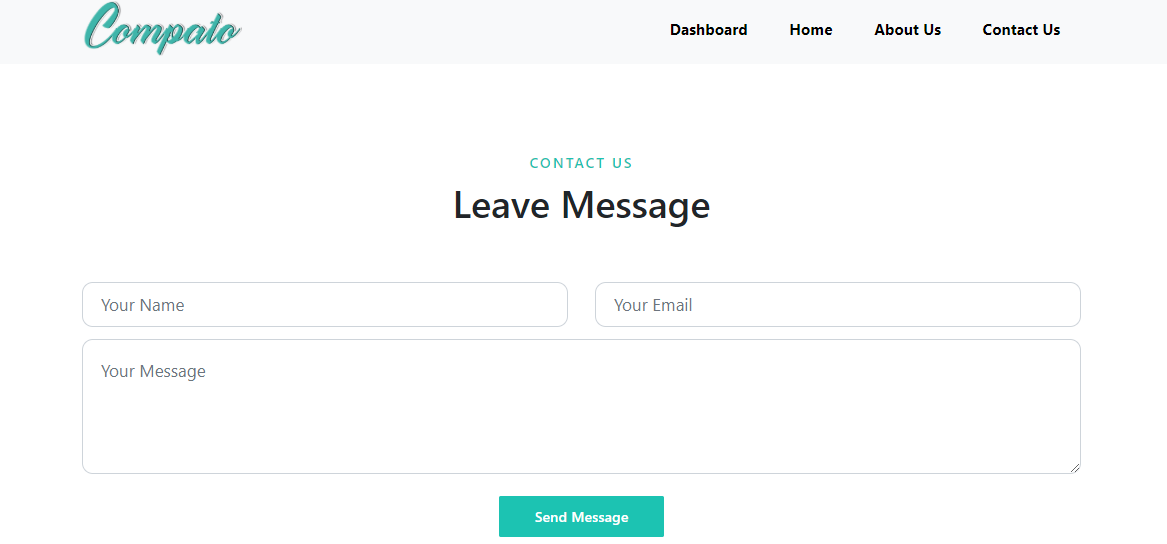 Compato
Dashboard Home About Us Contact Us
CONTACT US
Leave Message
Your Name Your Email
Your Message
Send Message